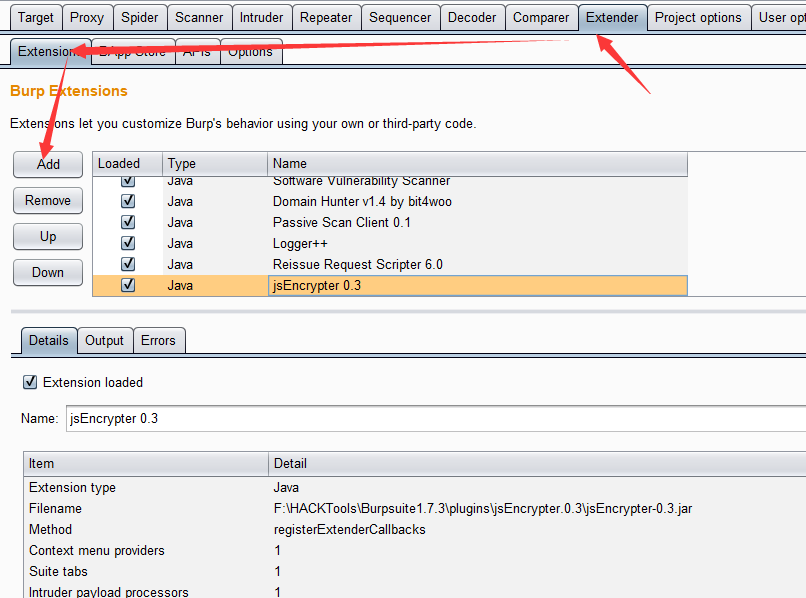 Target Proxy Spider Scanner Intruder Repeater Sequencer Decoder Comparer Extender Project options User opt
Extensions BApp Store APIs Options
Burp Extensions
Extensions let you customize Burp's behavior using your own or third-party code.
Add
Remove
Up
Down
Loaded Type Name
Java Software Vulnerability Scanner
Java Domain Hunter v1.4 by bit4woo
Java Passive Scan Client 0.1
Java Logger++
Java Reissue Request Scripter 6.0
Java jsEncrypter 0.3
Details Output Errors
Extension loaded
Name: jsEncrypter 0.3
Item Detail
Extension type Java
Filename F:\HACKTools\Burpsuite1.7.3\plugins\jsEncrypter.0.3\jsEncrypter-0.3.jar
Method registerExtenderCallbacks
Context menu providers 1
Suite tabs 1
Intruder payload processors 1